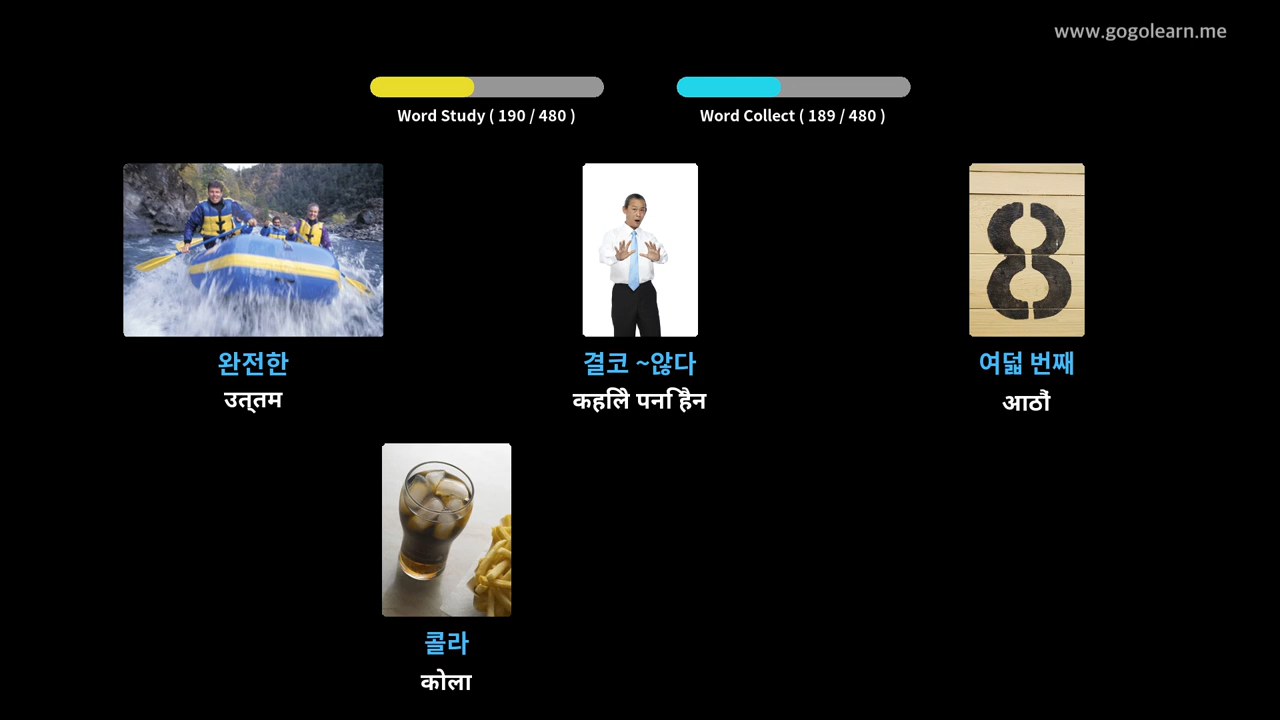 www.gogolearn.me
Word Study ( 190 / 480 )
Word Collect ( 189 / 480 )
완전한
결코 ~않다
여덟 번째
उत्तम
कहिलै पनि हैन
आठौं
8
콜라
कोला